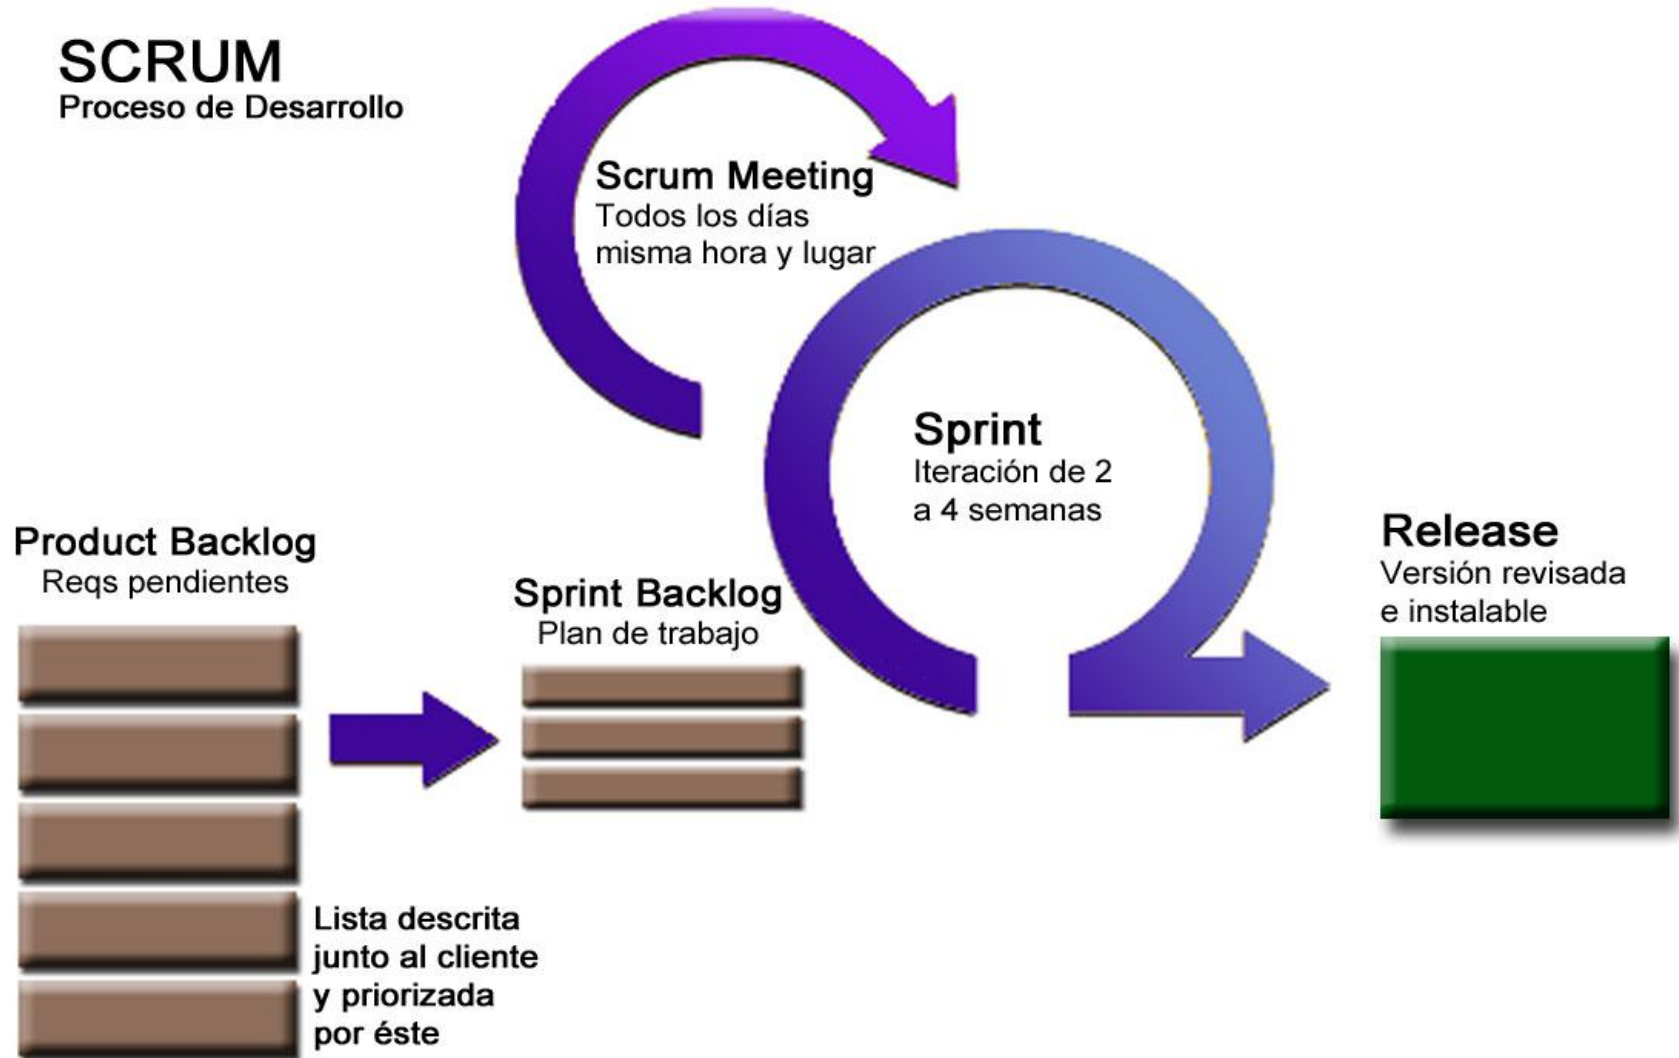 SCRUM
Proceso de Desarrollo
Scrum Meeting
Todos los días
misma hora y lugar
Sprint
Iteración de 2
a 4 semanas
Product Backlog
Reqs pendientes
Sprint Backlog
Plan de trabajo
Release
Versión revisada
e instalable
Lista descrita
junto al cliente
y priorizada
por éste